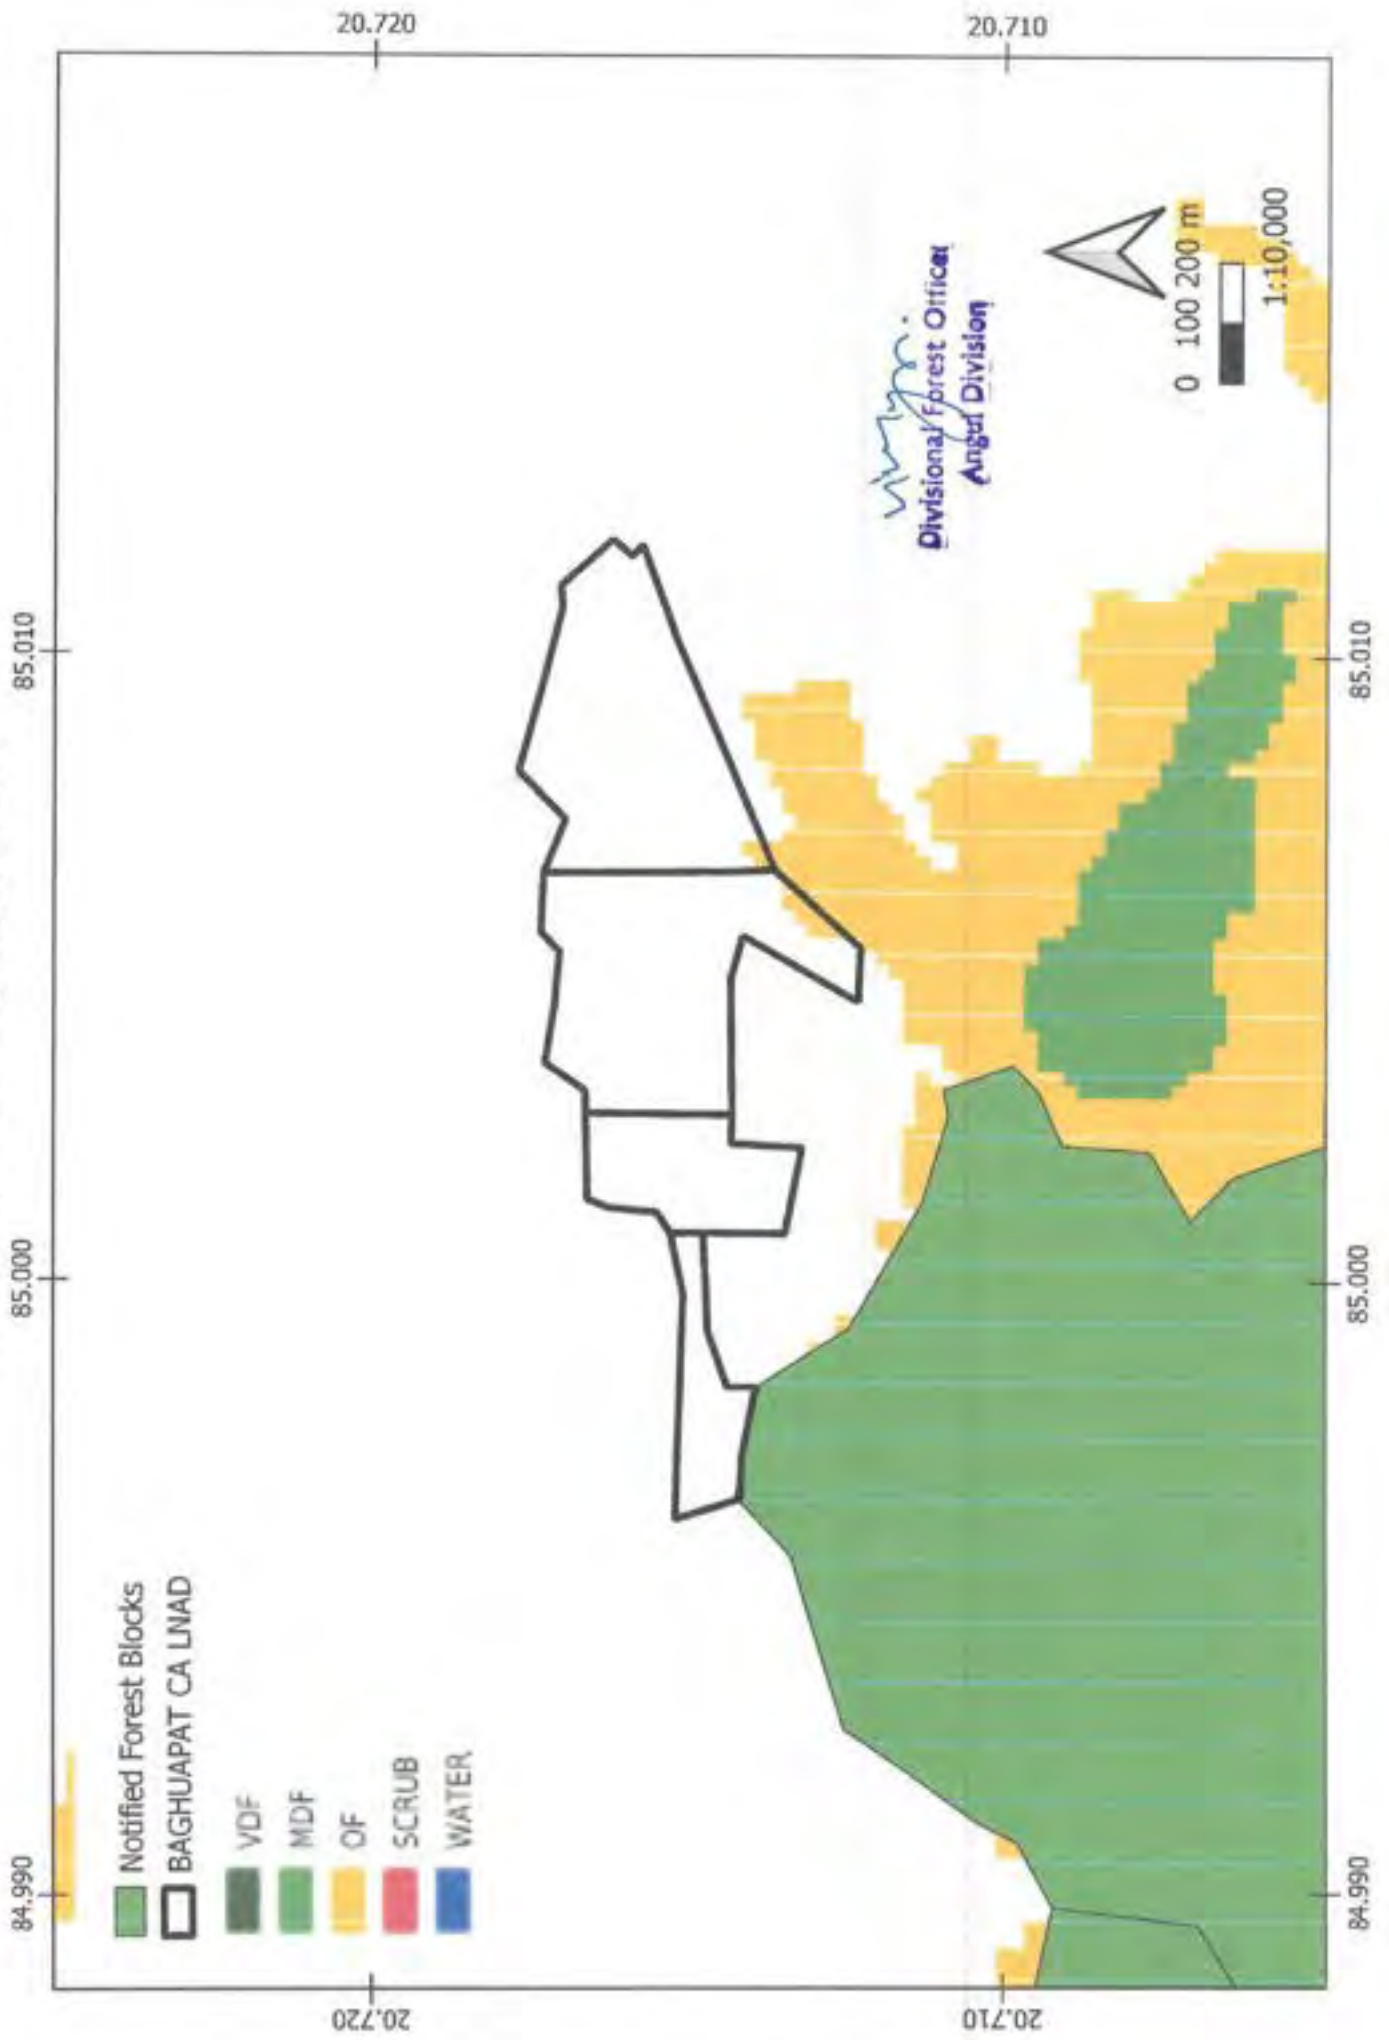 84.990
85.000
85.010
20.720
20.720
Notified Forest Blocks
BAGHUAPAT CA LNAD
VDF
MDF
OF
SCRUB
WATER
Divisional Forest Officer
Angul Division
0 100 200 m
1:10,000
20.710
20.710
84.990
85.000
85.010